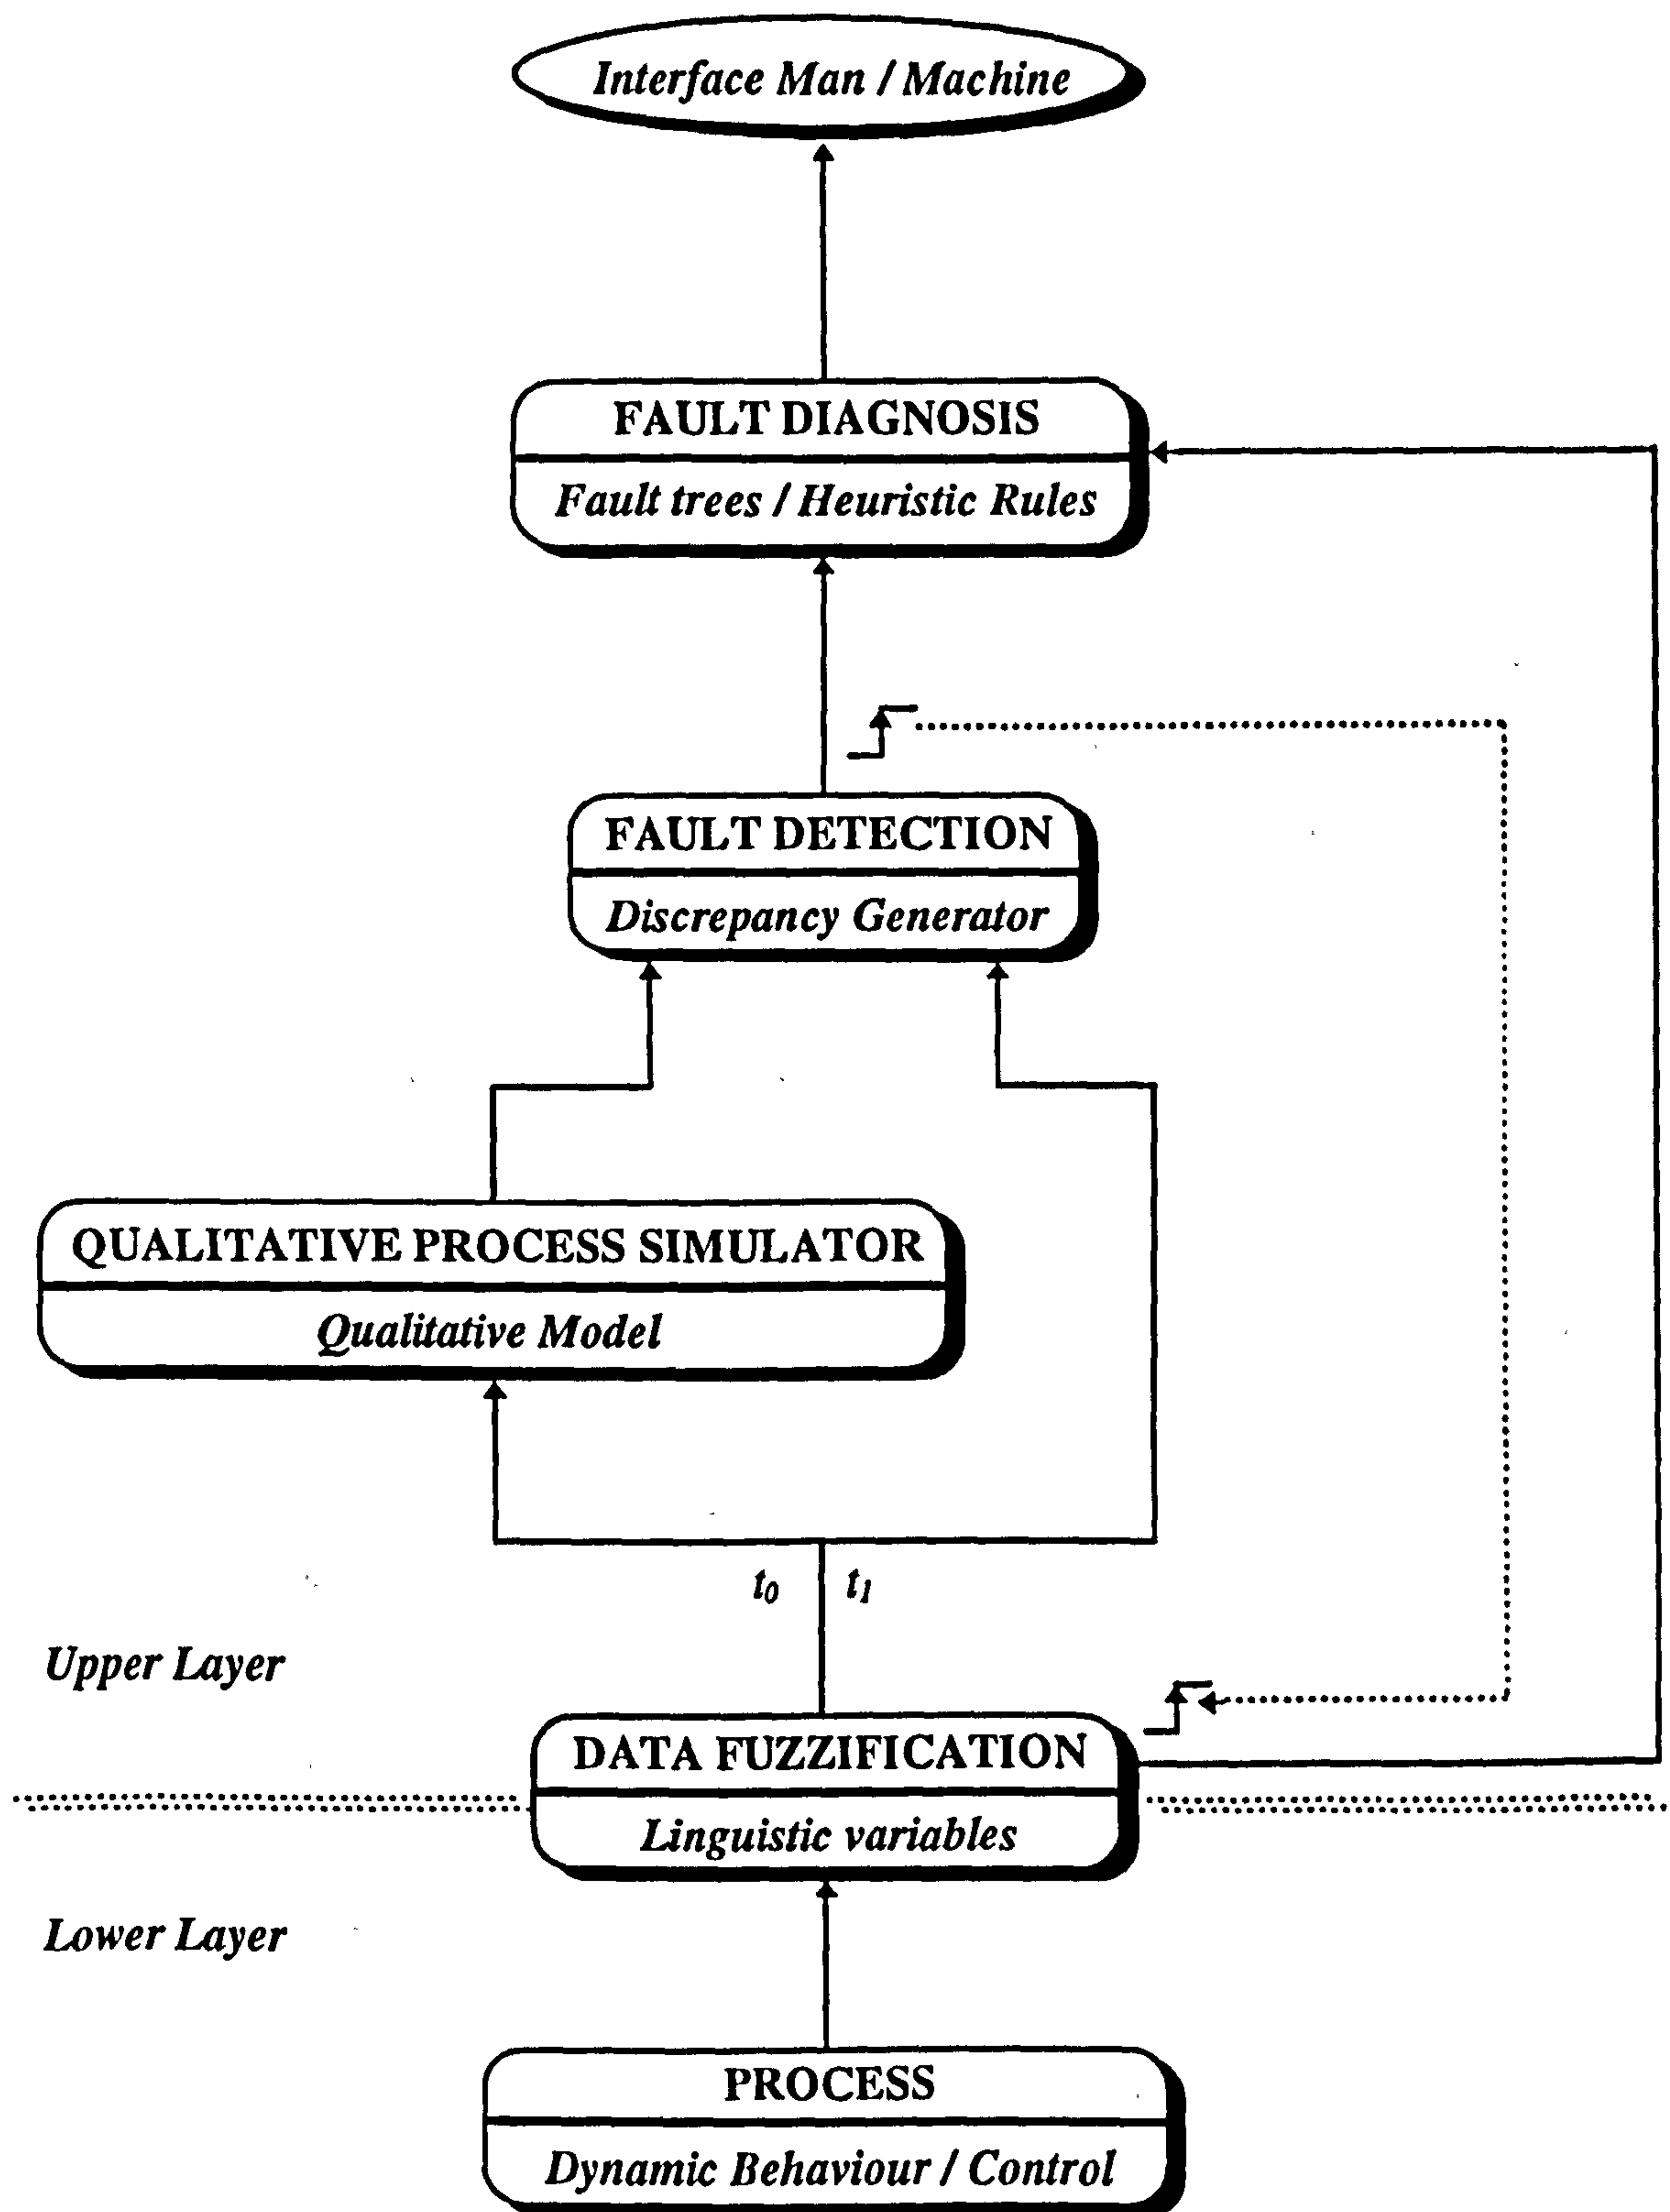 Interface Man / Machine
FAULT DIAGNOSIS
Fault trees / Heuristic Rules
FAULT DETECTION
Discrepancy Generator
QUALITATIVE PROCESS SIMULATOR
Qualitative Model
t0 t1
Upper Layer
DATA FUZZIFICATION
Linguistic variables
Lower Layer
PROCESS
Dynamic Behaviour / Control